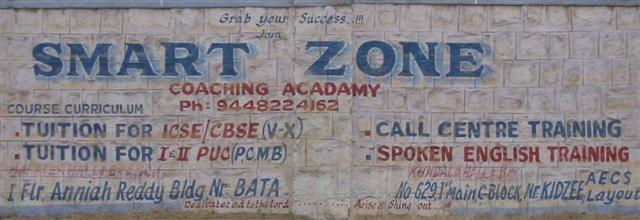 Grab your Success...!!!
Join
SMART ZONE
COACHING ACADAMY
Ph: 9448224162
COURSE CURRICULUM
. TUITION FOR ICSE/CBSE (V-X)
. CALL CENTRE TRAINING
. TUITION FOR I & II PUC (P.C.M.B)
. SPOKEN ENGLISH TRAINING
KUNDALAHALLI
I Flr, Anniah Reddy Bldg Nr. BATA
No-629, 1st Main, C-BLOCK, Nr KIDZEE, AECS Layout
Dedicated to the lord ........... Arise & Shine out...!!!